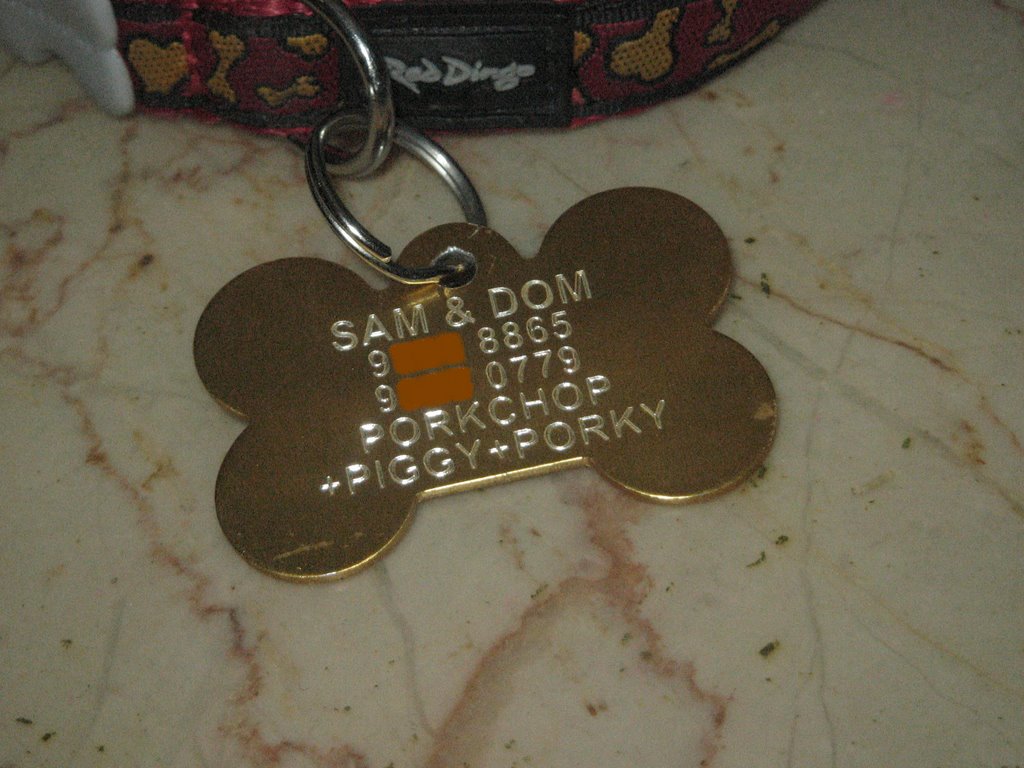 Red Dingo
SAM & DOM
9 8865
9 0779
PORKCHOP
+PIGGY+PORKY